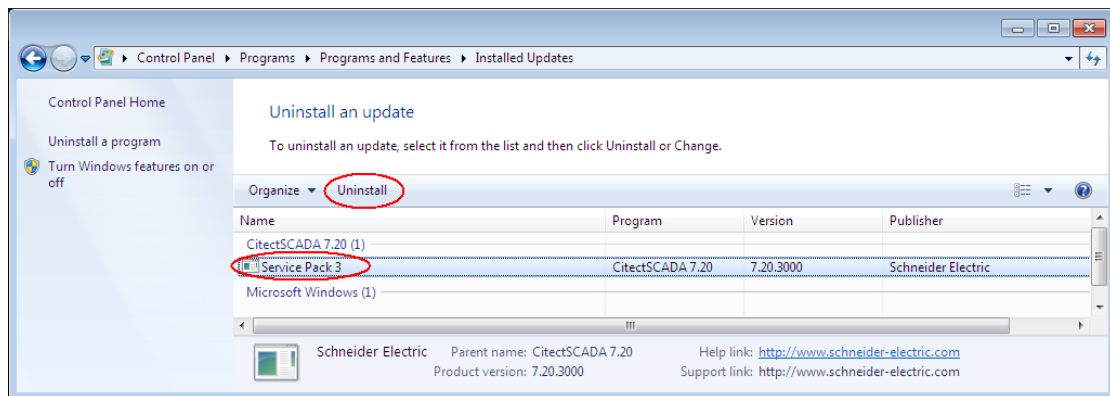 Control Panel Programs Programs and Features Installed Updates
Control Panel Home
Uninstall a program
Turn Windows features on or
off
Uninstall an update
To uninstall an update, select it from the list and then click Uninstall or Change.
Organize Uninstall
Name Program Version Publisher
CitectSCADA 7.20 (1)
Service Pack 3 CitectSCADA 7.20 7.20.3000 Schneider Electric
Microsoft Windows (1)
Schneider Electric Parent name: CitectSCADA 7.20 Help link: http://www.schneider-electric.com
Product version: 7.20.3000 Support link: http://www.schneider-electric.com